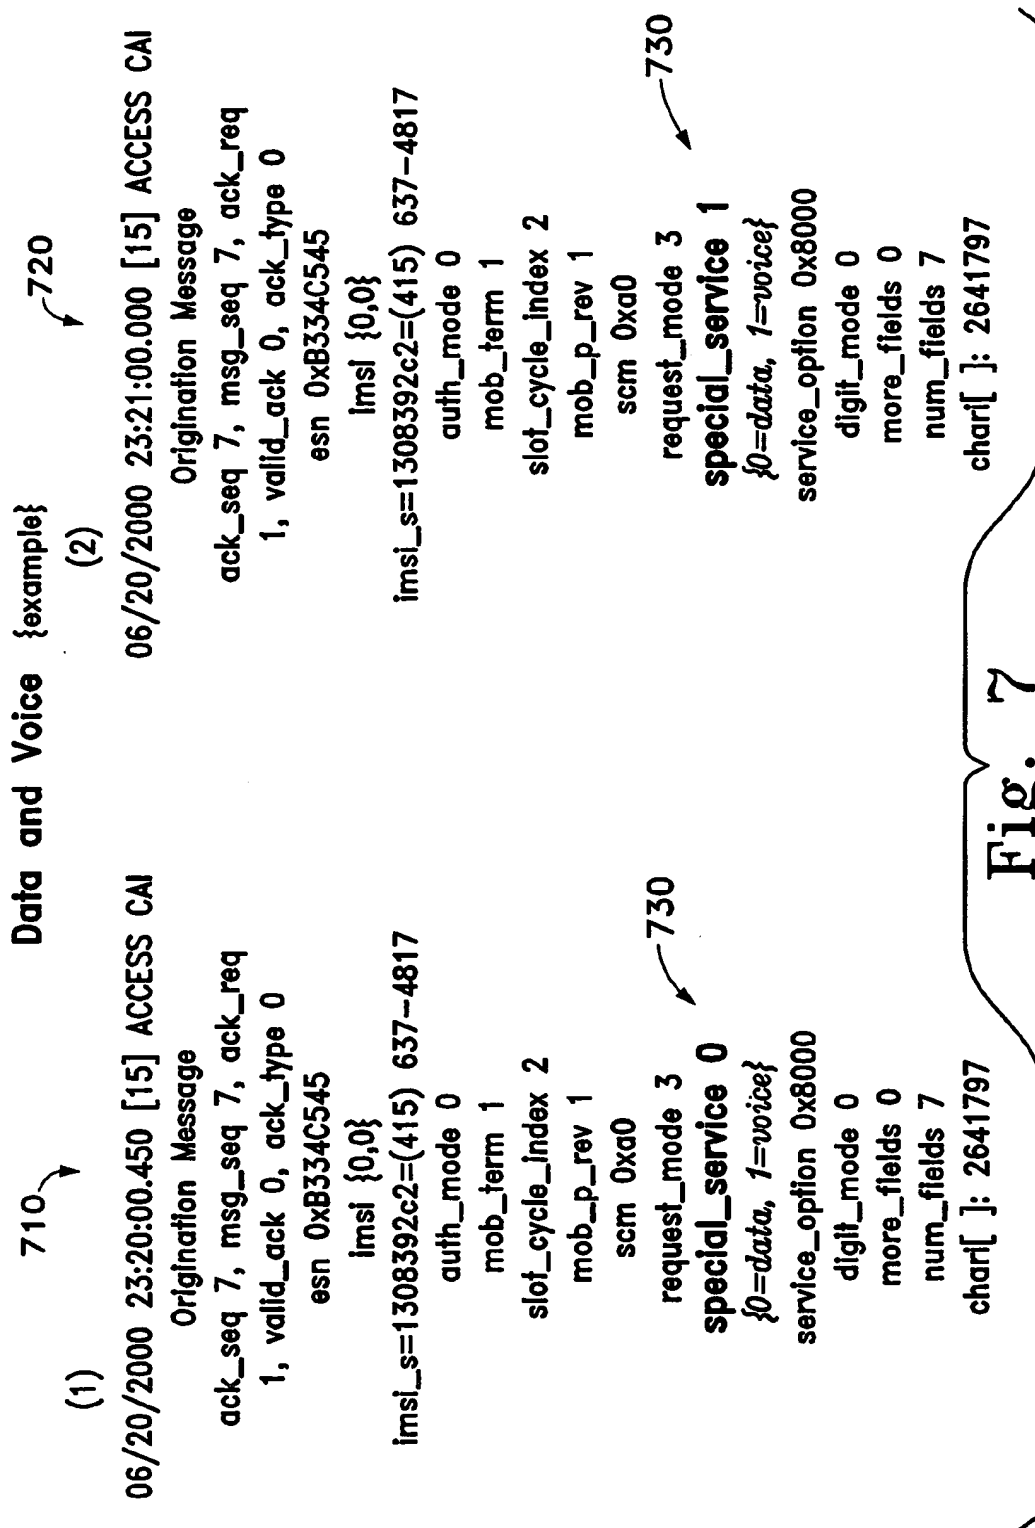 Data and Voice {example}
710
(1)
06/20/2000 23:20:00.450 [15] ACCESS CAI
Origination Message
ack_seq 7, msg_seq 7, ack_req
1, valid_ack 0, ack_type 0
esn 0xB334C545
imsi {0,0}
imsi_s=1308392c2=(415) 637-4817
auth_mode 0
mob_term 1
slot_cycle_index 2
mob_p_rev 1
scm 0xa0
request_mode 3
special_service 0
730
{0=data, 1=voice}
service_option 0x8000
digit_mode 0
more_fields 0
num_fields 7
chari[ ]: 2641797
720
(2)
06/20/2000 23:21:00.000 [15] ACCESS CAI
Origination Message
ack_seq 7, msg_seq 7, ack_req
1, valid_ack 0, ack_type 0
esn 0xB334C545
imsi {0,0}
imsi_s=1308392c2=(415) 637-4817
auth_mode 0
mob_term 1
slot_cycle_index 2
mob_p_rev 1
scm 0xa0
request_mode 3
special_service 1
730
{0=data, 1=voice}
service_option 0x8000
digit_mode 0
more_fields 0
num_fields 7
chari[ ]: 2641797
Fig. 7